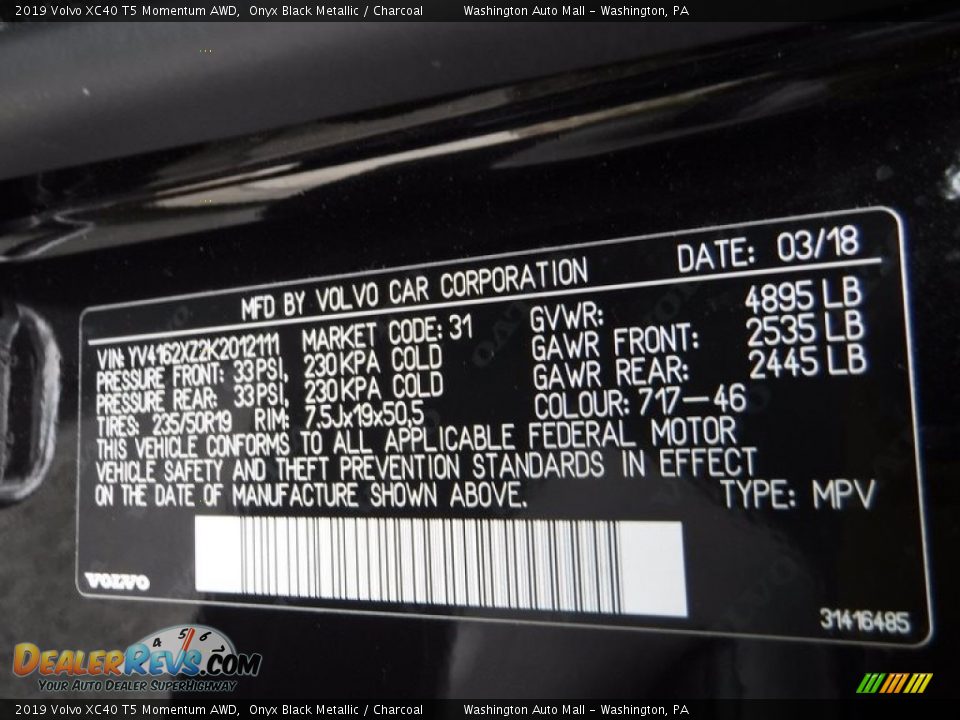 2019 Volvo XC40 T5 Momentum AWD,  Onyx Black Metallic / Charcoal  Washington Auto Mall - Washington, PA
MFD BY VOLVO CAR CORPORATION  DATE: 03/18
VIN: YV4162XZ2K2012111  MARKET CODE: 31  GVWR:  4895 LB
PRESSURE FRONT: 33PSI, 230KPA COLD  GAWR FRONT:  2535 LB
PRESSURE REAR: 33PSI, 230KPA COLD  GAWR REAR:  2445 LB
TIRES: 235/50R19  RIM: 7.5Jx19x50,5  COLOUR: 717-46
THIS VEHICLE CONFORMS TO ALL APPLICABLE FEDERAL MOTOR
VEHICLE SAFETY AND THEFT PREVENTION STANDARDS IN EFFECT
ON THE DATE OF MANUFACTURE SHOWN ABOVE.  TYPE: MPV
VOLVO
31416485
4 5 6
DealerRevs.com
Your Auto Dealer SuperHighway
2019 Volvo XC40 T5 Momentum AWD,  Onyx Black Metallic / Charcoal  Washington Auto Mall - Washington, PA